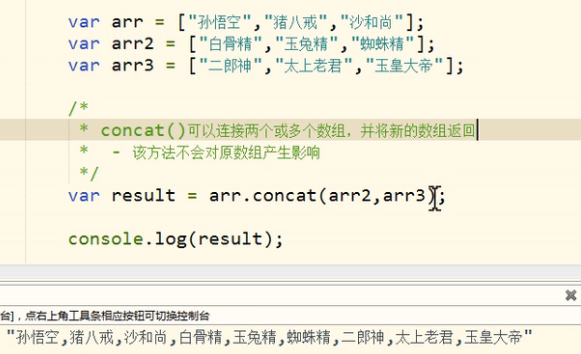 var arr = ["孙悟空","猪八戒","沙和尚"];
var arr2 = ["白骨精","玉兔精","蜘蛛精"];
var arr3 = ["二郎神","太上老君","玉皇大帝"];
/*
* concat()可以连接两个或多个数组，并将新的数组返回
* - 该方法不会对原数组产生影响
*/
var result = arr.concat(arr2,arr3);
console.log(result);
台]，点右上角工具条相应按钮可切换控制台
"孙悟空,猪八戒,沙和尚,白骨精,玉兔精,蜘蛛精,二郎神,太上老君,玉皇大帝"